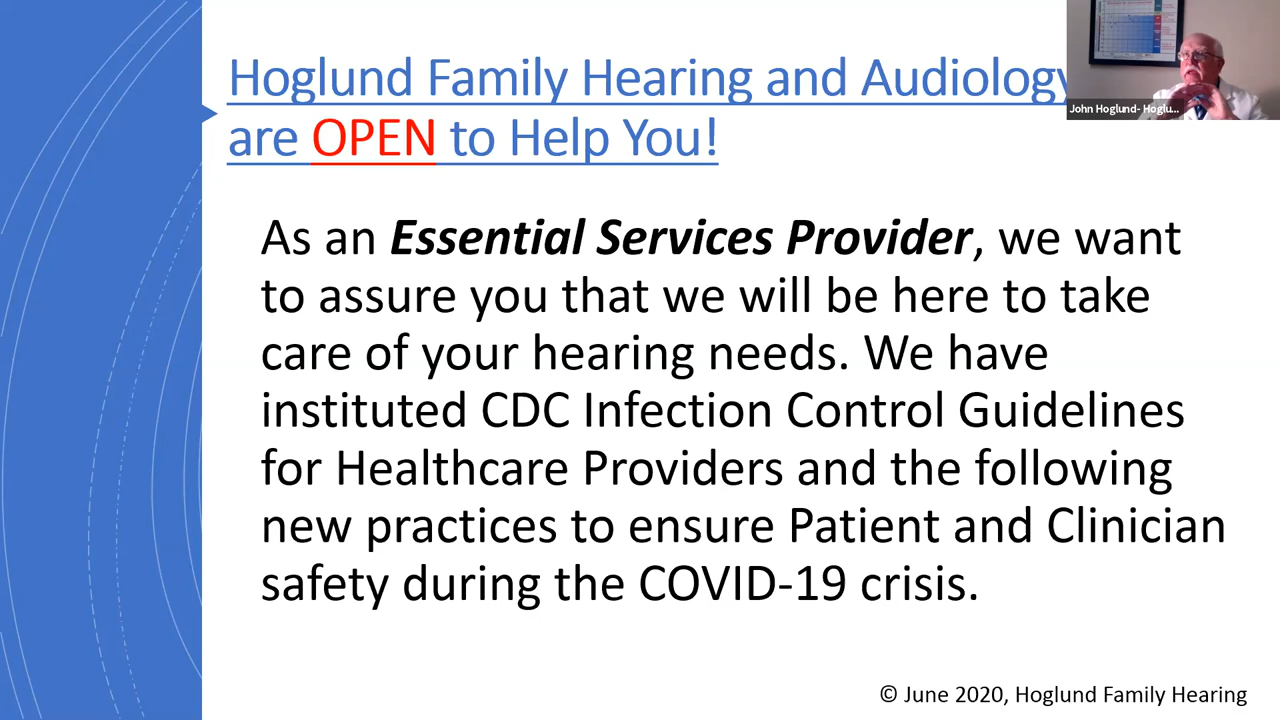 Hoglund Family Hearing and Audiology
are OPEN to Help You!
John Hoglund- Hoglu...
As an Essential Services Provider, we want
to assure you that we will be here to take
care of your hearing needs. We have
instituted CDC Infection Control Guidelines
for Healthcare Providers and the following
new practices to ensure Patient and Clinician
safety during the COVID-19 crisis.
© June 2020, Hoglund Family Hearing